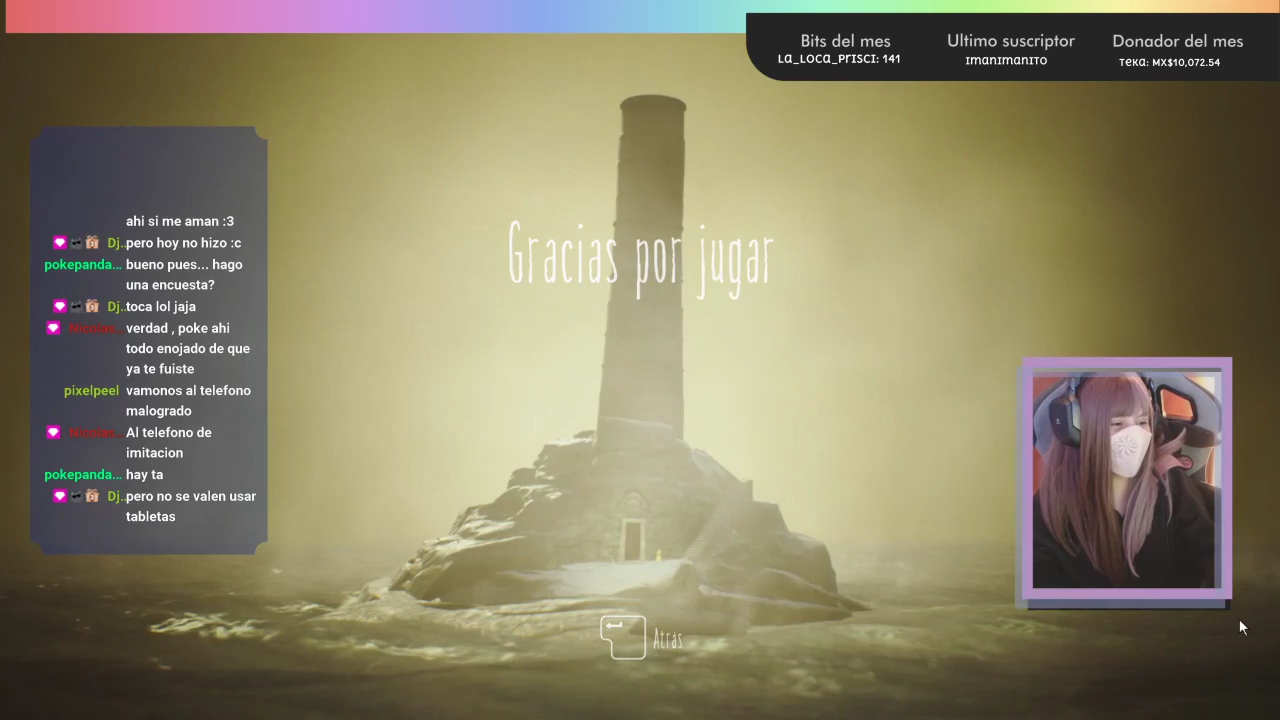 Bits del mes
La_Loca_Prisci: 141
Ultimo suscriptor
imanimanito
Donador del mes
Teka: MX$10,072.54
ahi si me aman :3
Dj.. pero hoy no hizo :c
pokepanda... bueno pues... hago
una encuesta?
Dj.. toca lol jaja
Nicolas... verdad , poke ahi
todo enojado de que
ya te fuiste
pixelpeel vamonos al telefono
malogrado
Nicolas... Al telefono de
imitacion
pokepanda... hay ta
Dj.. pero no se valen usar
tabletas
Gracias por jugar
Atrás